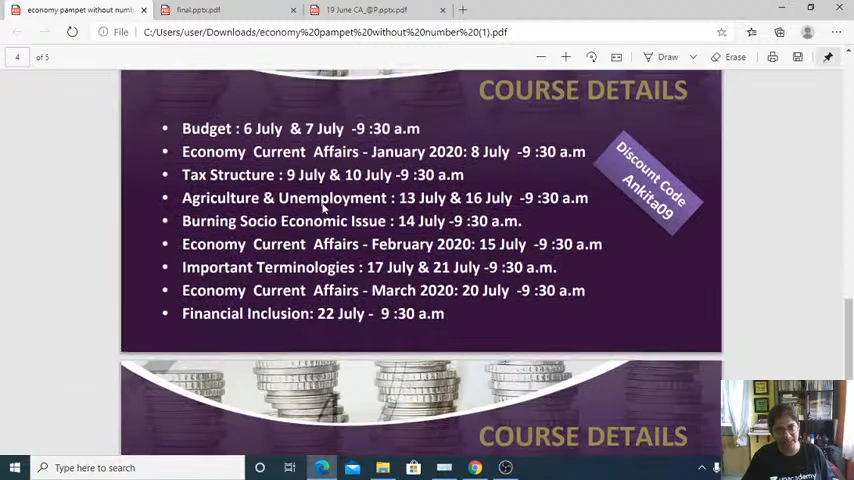 economy pampet without numb
final.pptx.pdf
19 June CA_@P.pptx.pdf
File
C:/Users/user/Downloads/economy%20pampet%20without%20number%20(1).pdf
4
of 5
Draw
Erase
COURSE DETAILS
• Budget : 6 July & 7 July -9 :30 a.m
• Economy Current Affairs - January 2020: 8 July -9 :30 a.m
• Tax Structure : 9 July & 10 July -9 :30 a.m
• Agriculture & Unemployment : 13 July & 16 July -9 :30 a.m
• Burning Socio Economic Issue : 14 July -9 :30 a.m.
• Economy Current Affairs - February 2020: 15 July -9 :30 a.m
• Important Terminologies : 17 July & 21 July -9 :30 a.m.
• Economy Current Affairs - March 2020: 20 July -9 :30 a.m
• Financial Inclusion: 22 July - 9 :30 a.m
Discount Code
Ankita09
COURSE DETAILS
Type here to search
unacademy